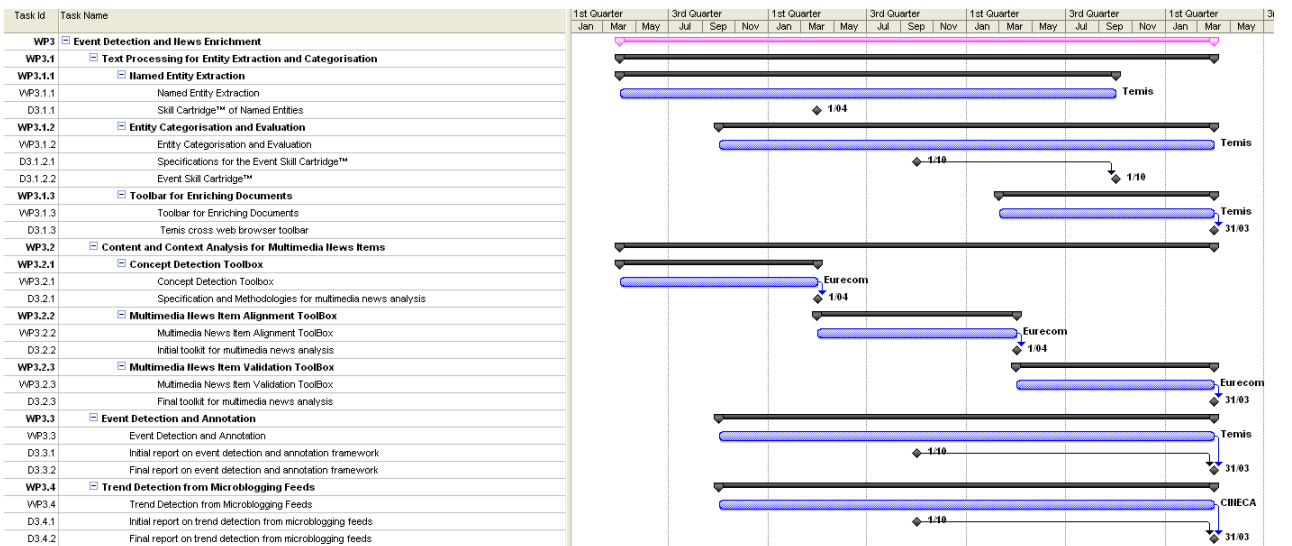 Task Id Task Name 1st Quarter 3rd Quarter 1st Quarter 3rd Quarter 1st Quarter 3rd Quarter 1st Quarter
Jan Mar May Jul Sep Nov Jan Mar May Jul Sep Nov Jan Mar May Jul Sep Nov Jan Mar May
WP3 Event Detection and News Enrichment
WP3.1 Text Processing for Entity Extraction and Categorisation
WP3.1.1 Named Entity Extraction
WP3.1.1 Named Entity Extraction Temis
D3.1.1 Skill Cartridge™ of Named Entities 1/04
WP3.1.2 Entity Categorisation and Evaluation
WP3.1.2 Entity Categorisation and Evaluation Temis
D3.1.2.1 Specifications for the Event Skill Cartridge™ 1/10
D3.1.2.2 Event Skill Cartridge™ 1/10
WP3.1.3 Toolbar for Enriching Documents
WP3.1.3 Toolbar for Enriching Documents Temis
D3.1.3 Temis cross web browser toolbar 31/03
WP3.2 Content and Context Analysis for Multimedia News Items
WP3.2.1 Concept Detection Toolbox
WP3.2.1 Concept Detection Toolbox Eurecom
D3.2.1 Specification and Methodologies for multimedia news analysis 1/04
WP3.2.2 Multimedia News Item Alignment ToolBox
WP3.2.2 Multimedia News Item Alignment ToolBox Eurecom
D3.2.2 Initial toolkit for multimedia news analysis 1/04
WP3.2.3 Multimedia News Item Validation ToolBox
WP3.2.3 Multimedia News Item Validation ToolBox Eurecom
D3.2.3 Final toolkit for multimedia news analysis 31/03
WP3.3 Event Detection and Annotation
WP3.3 Event Detection and Annotation Temis
D3.3.1 Initial report on event detection and annotation framework 1/10
D3.3.2 Final report on event detection and annotation framework 31/03
WP3.4 Trend Detection from Microblogging Feeds
WP3.4 Trend Detection from Microblogging Feeds CINECA
D3.4.1 Initial report on trend detection from microblogging feeds 1/10
D3.4.2 Final report on trend detection from microblogging feeds 31/03